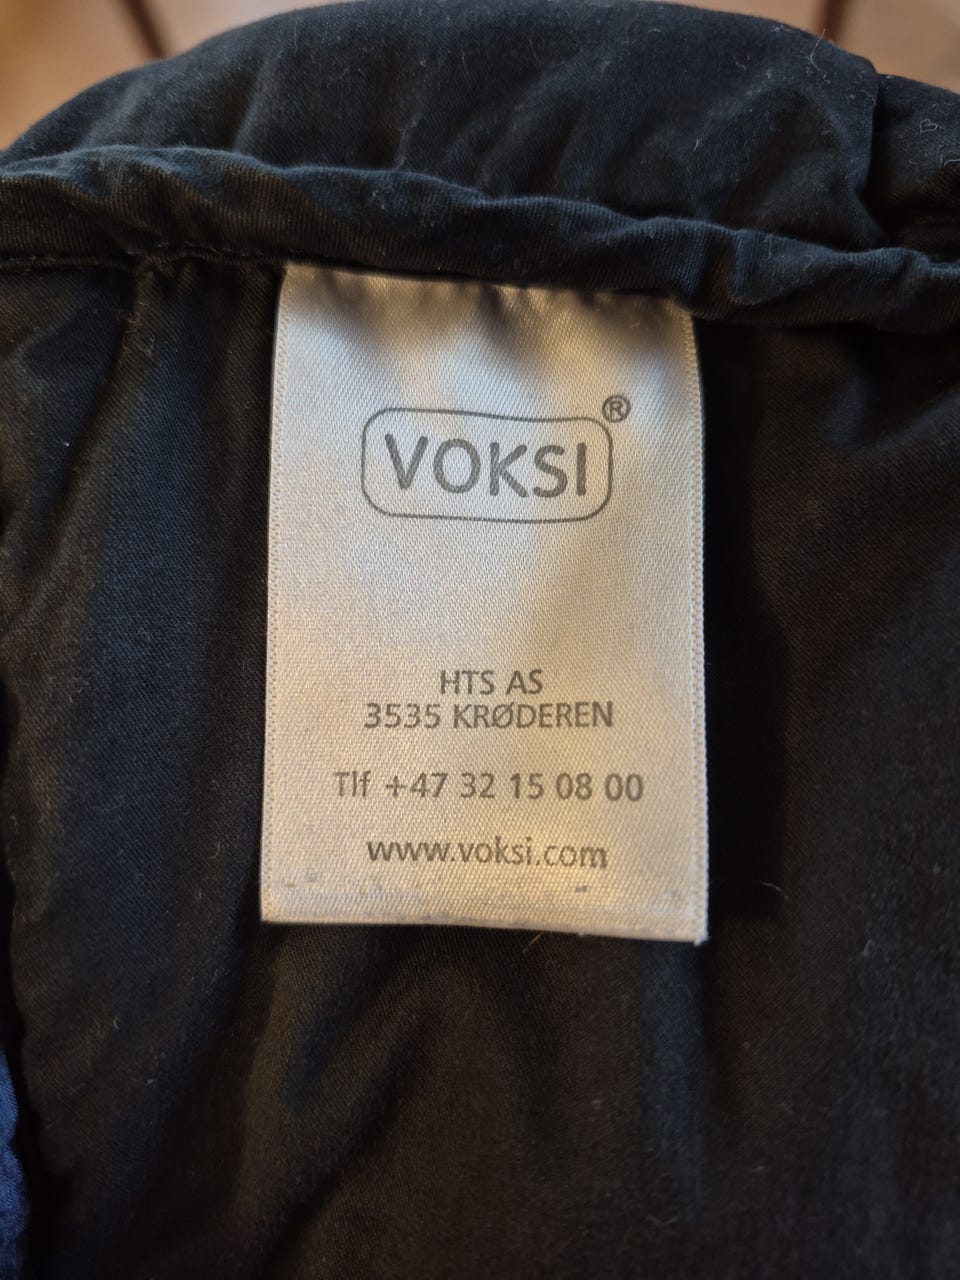 VOKSI®
HTS AS
3535 KRØDEREN
Tlf +47 32 15 08 00
www.voksi.com